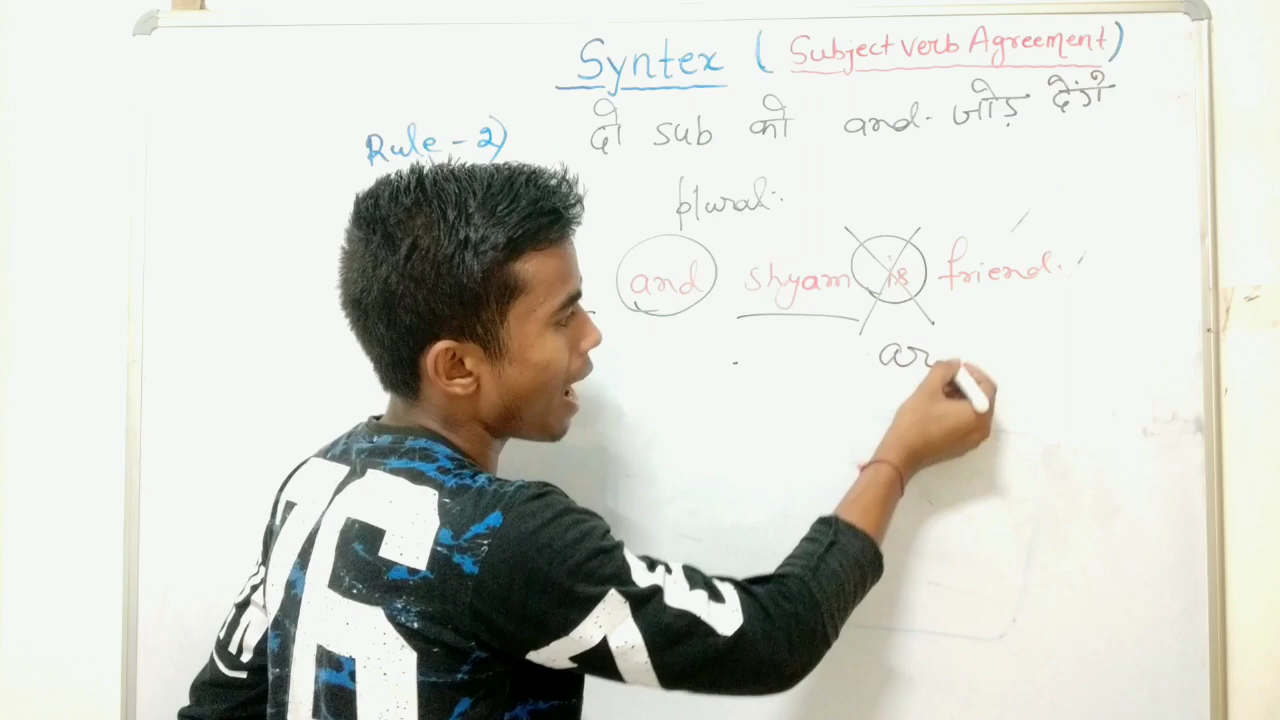 Syntex ( Subject verb Agreement )
Rule - 2) दो sub को and. जोड़ देंगे
plural.
and shyam is friend.
ar